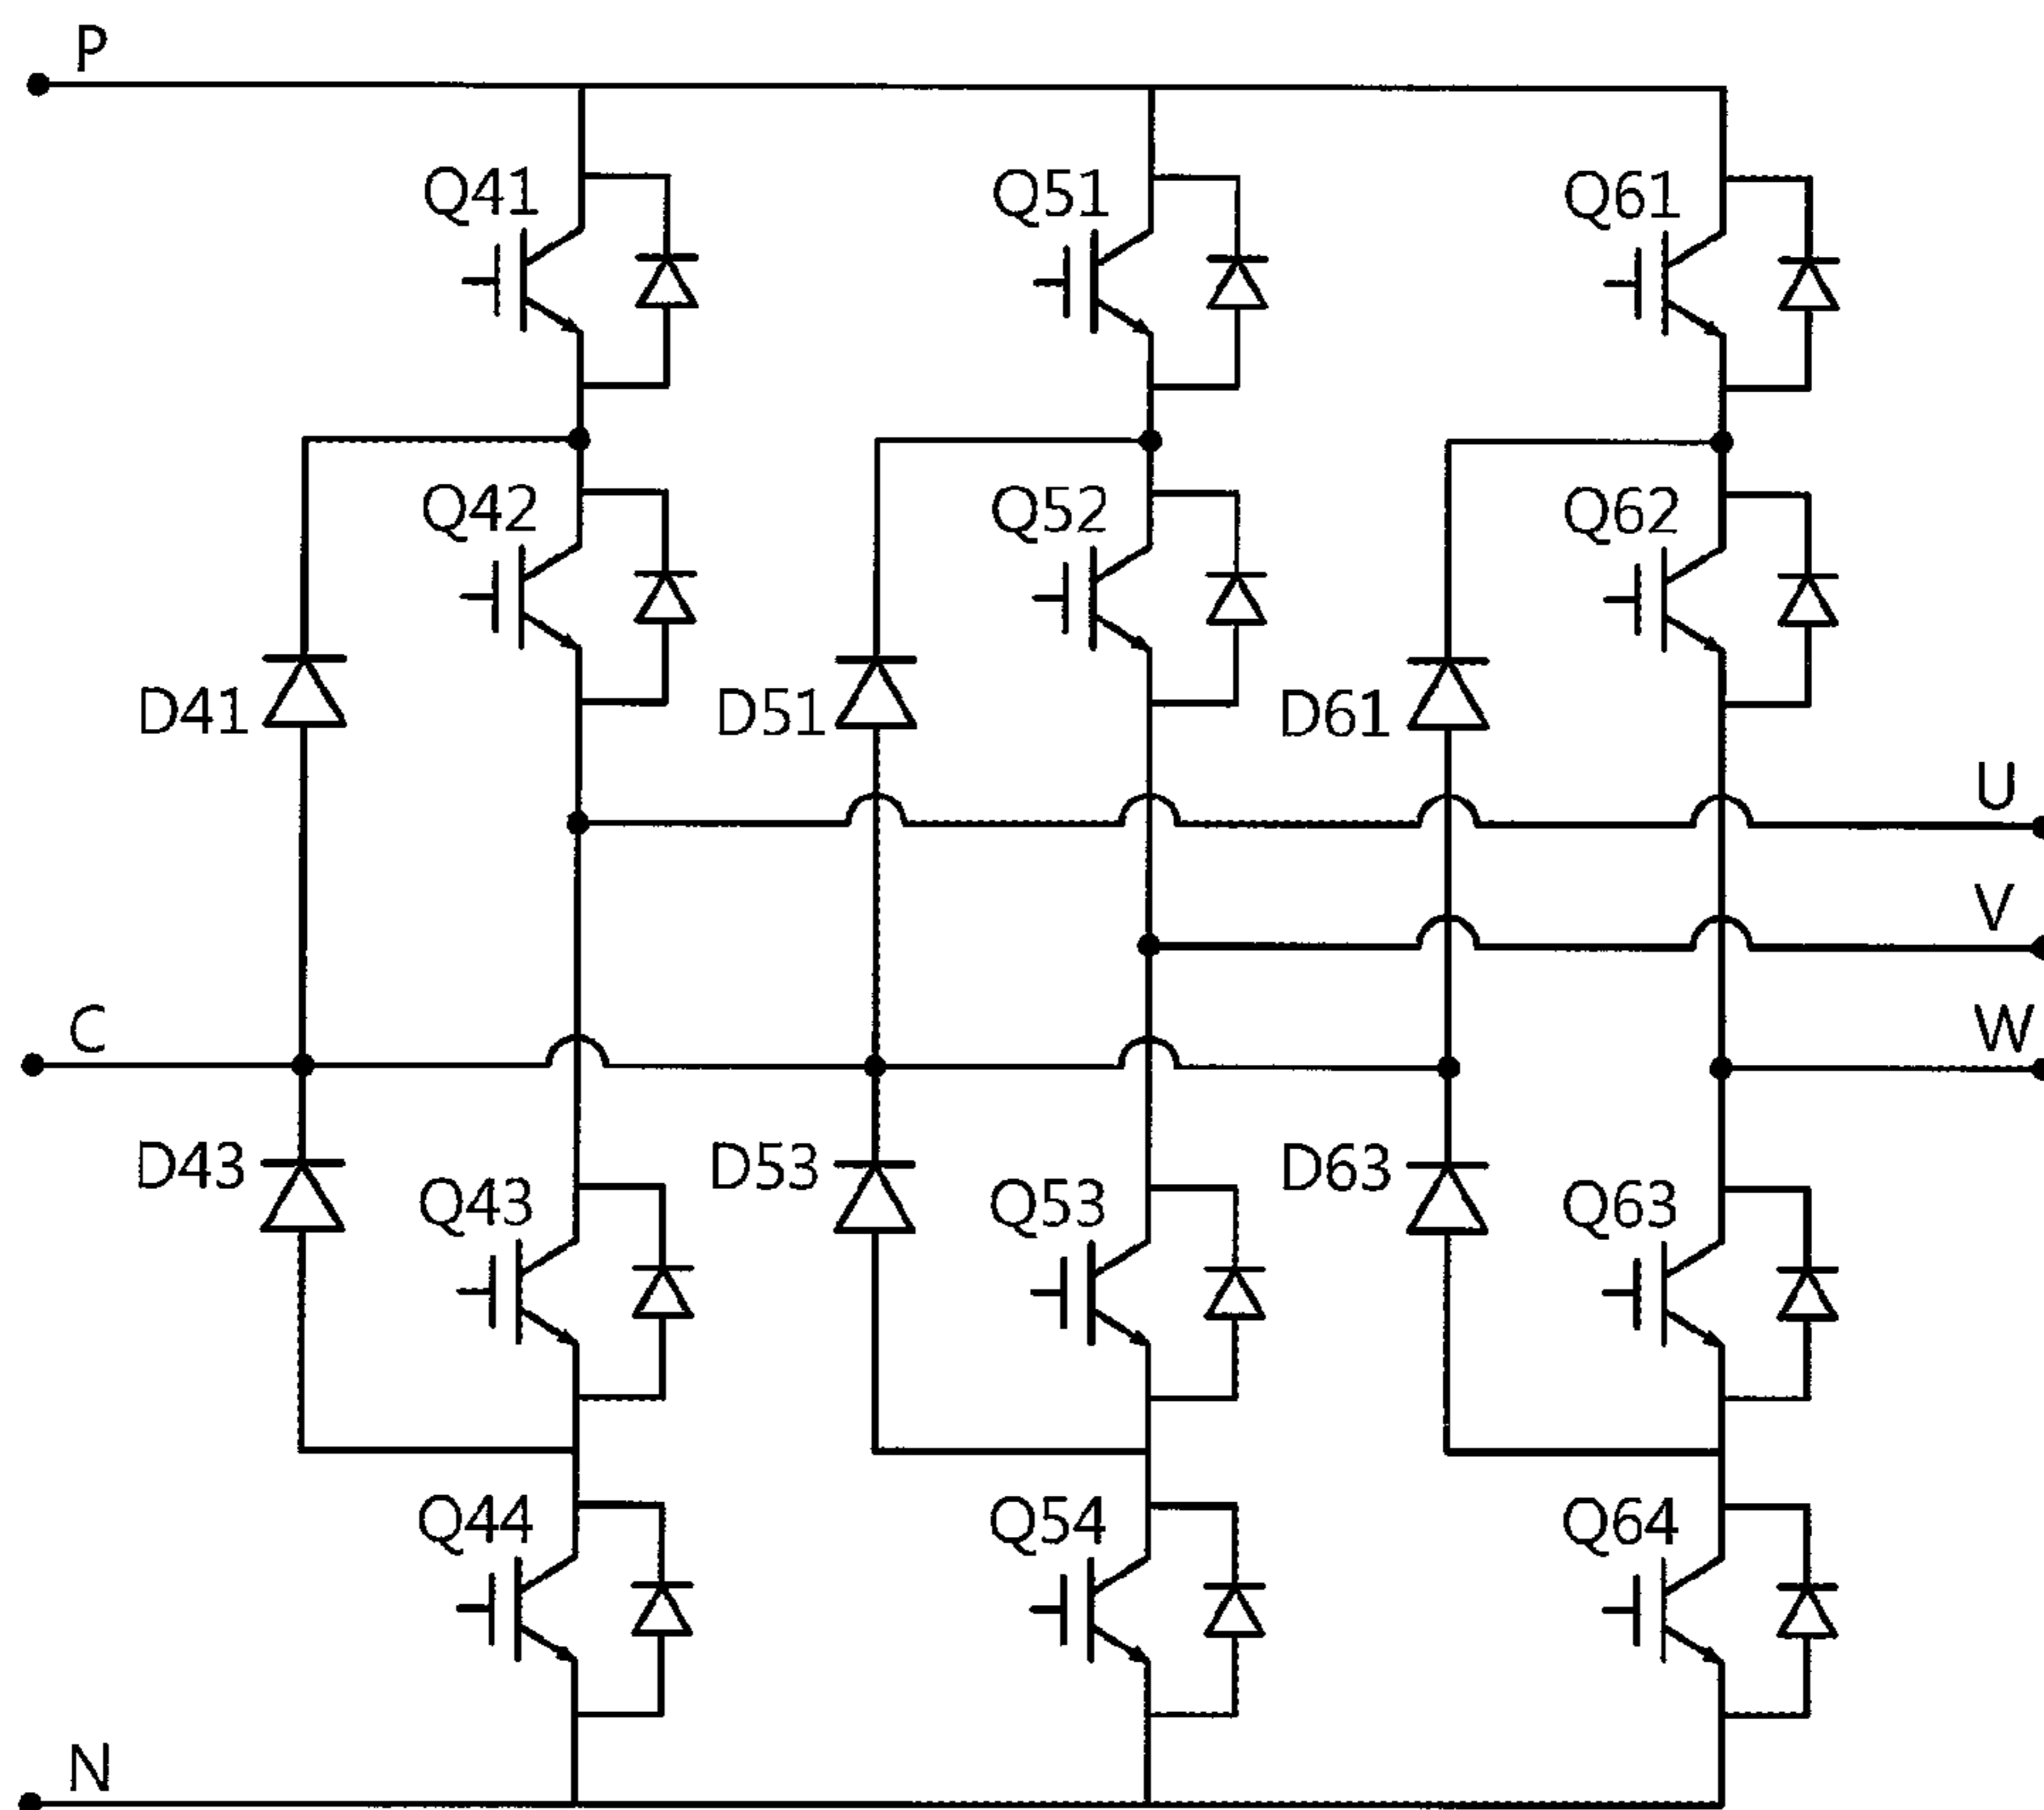 P
Q41 Q51 Q61
Q42 Q52 Q62
D41 D51 D61
U
V
C W
D43 D53 D63
Q43 Q53 Q63
Q44 Q54 Q64
N